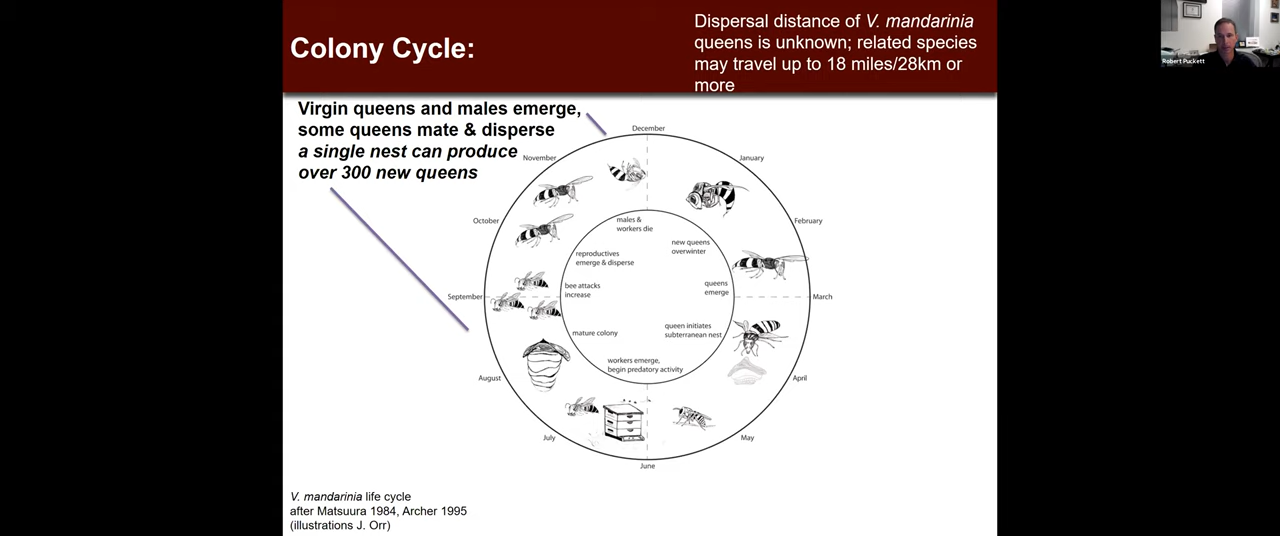 Colony Cycle:
Dispersal distance of V. mandarinia
queens is unknown; related species
may travel up to 18 miles/28km or
more
Robert Puckett
Virgin queens and males emerge,
some queens mate & disperse
a single nest can produce
over 300 new queens
December
January
February
March
April
May
June
July
August
September
October
November
males &
workers die
new queens
overwinter
queens
emerge
queen initiates
subterranean nest
workers emerge,
begin predatory activity
mature colony
bee attacks
increase
reproductives
emerge & disperse
V. mandarinia life cycle
after Matsuura 1984, Archer 1995
(illustrations J. Orr)